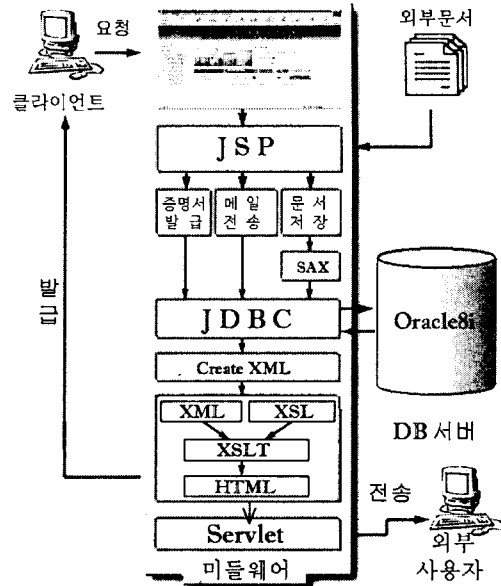 요청
클라이언트
외부문서
JSP
증명서
발급
메일
전송
문서
저장
SAX
JDBC
Oracle8i
Create XML
XML
XSL
XSLT
HTML
Servlet
미들웨어
발급
DB 서버
전송
외부
사용자